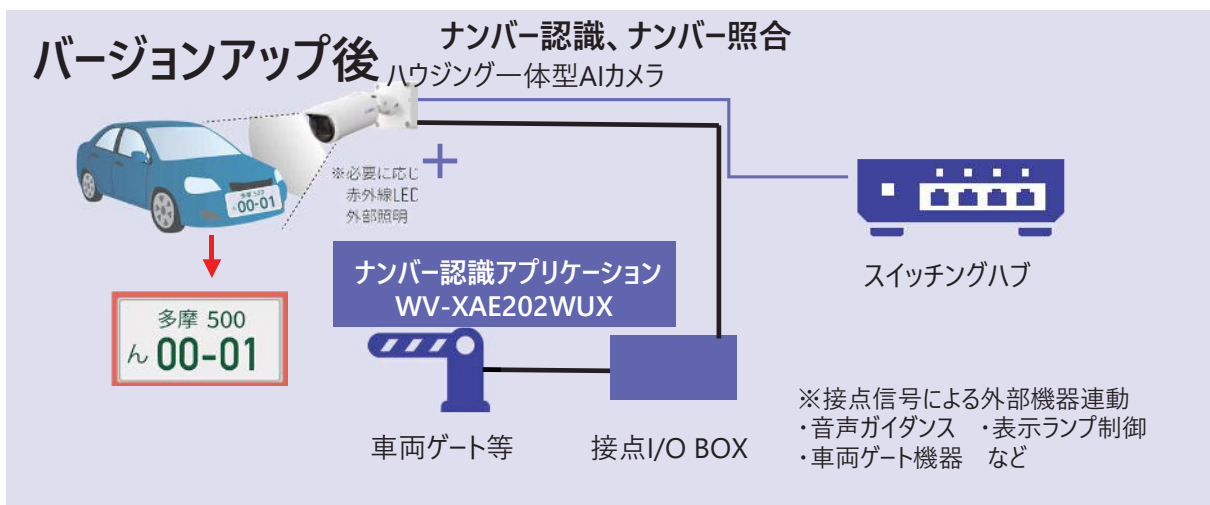 バージョンアップ後
ナンバー認識、ナンバー照合
ハウジング一体型AIカメラ
※必要に応じ
赤外線LED
外部照明
多摩 500
ん 00-01
ナンバー認識アプリケーション
WV-XAE202WUX
スイッチングハブ
多摩 500
ん 00-01
車両ゲート等
接点I/O BOX
※接点信号による外部機器連動
・音声ガイダンス ・表示ランプ制御
・車両ゲート機器 など